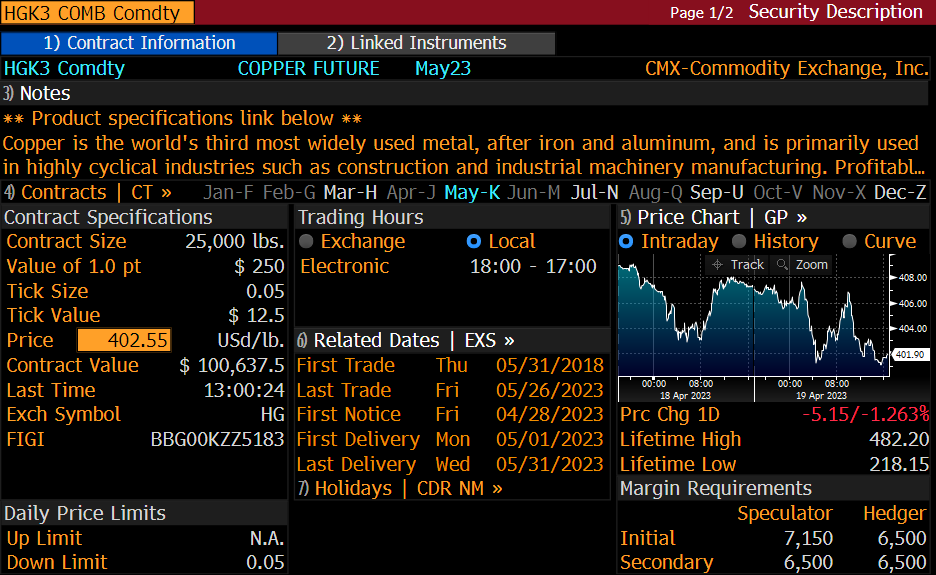 HGK3 COMB Comdty Page 1/2 Security Description
1) Contract Information 2) Linked Instruments
HGK3 Comdty COPPER FUTURE May23 CMX-Commodity Exchange, Inc.
3) Notes
** Product specifications link below **
Copper is the world's third most widely used metal, after iron and aluminum, and is primarily used
in highly cyclical industries such as construction and industrial machinery manufacturing. Profitabl...
4) Contracts | CT » Jan-F Feb-G Mar-H Apr-J May-K Jun-M Jul-N Aug-Q Sep-U Oct-V Nov-X Dec-Z
Contract Specifications
Contract Size 25,000 lbs.
Value of 1.0 pt $ 250
Tick Size 0.05
Tick Value $ 12.5
Price 402.55 USd/lb.
Contract Value $ 100,637.5
Last Time 13:00:24
Exch Symbol HG
FIGI BBG00KZZ5183
Daily Price Limits
Up Limit N.A.
Down Limit 0.05
Trading Hours
Exchange Local
Electronic 18:00 - 17:00
6) Related Dates | EXS »
First Trade Thu 05/31/2018
Last Trade Fri 05/26/2023
First Notice Fri 04/28/2023
First Delivery Mon 05/01/2023
Last Delivery Wed 05/31/2023
7) Holidays | CDR NM »
5) Price Chart | GP »
Intraday History Curve
Track Zoom
408.00
406.00
404.00
401.90
00:00 08:00 00:00 08:00
18 Apr 2023 19 Apr 2023
Prc Chg 1D -5.15/-1.263%
Lifetime High 482.20
Lifetime Low 218.15
Margin Requirements
Speculator Hedger
Initial 7,150 6,500
Secondary 6,500 6,500